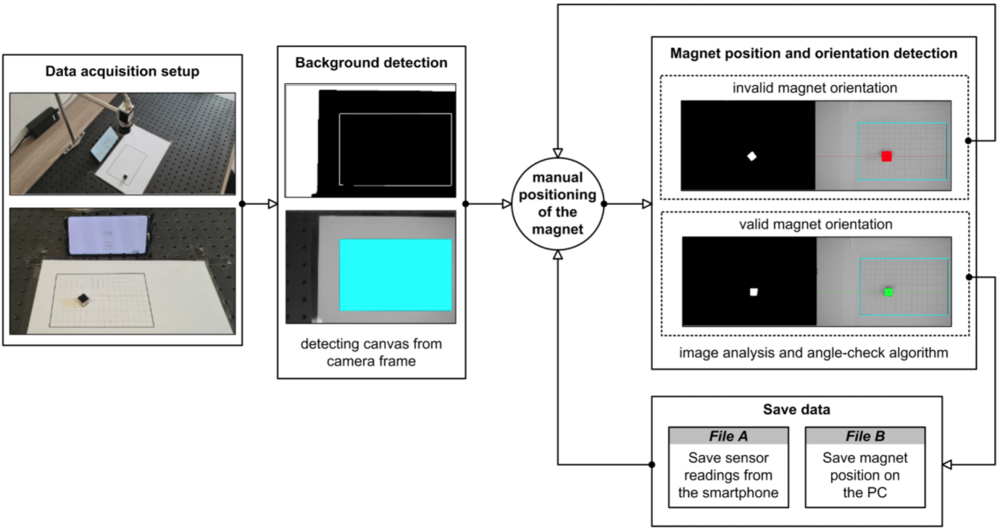 Data acquisition setup
Background detection
detecting canvas from
camera frame
manual
positioning
of the
magnet
Magnet position and orientation detection
invalid magnet orientation
valid magnet orientation
image analysis and angle-check algorithm
Save data
File A
Save sensor
readings from
the smartphone
File B
Save magnet
position on
the PC